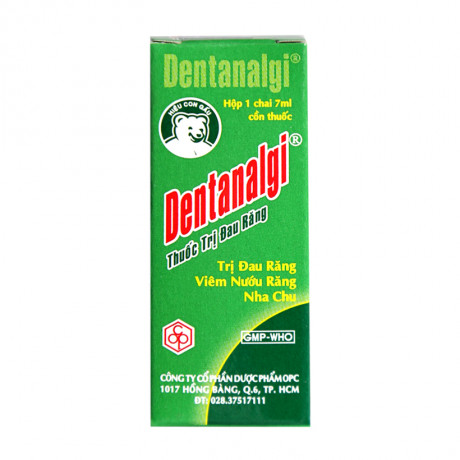 Dentanalgi®
Hộp 1 chai 7ml
cồn thuốc
HIỆU CON GẤU
Dentanalgi®
Thuốc Trị Đau Răng
Trị Đau Răng
Viêm Nướu Răng
Nha Chu
GMP-WHO
OPC
CÔNG TY CỔ PHẦN DƯỢC PHẨM OPC
1017 HỒNG BÀNG, Q.6, TP. HCM
ĐT: 028.37517111